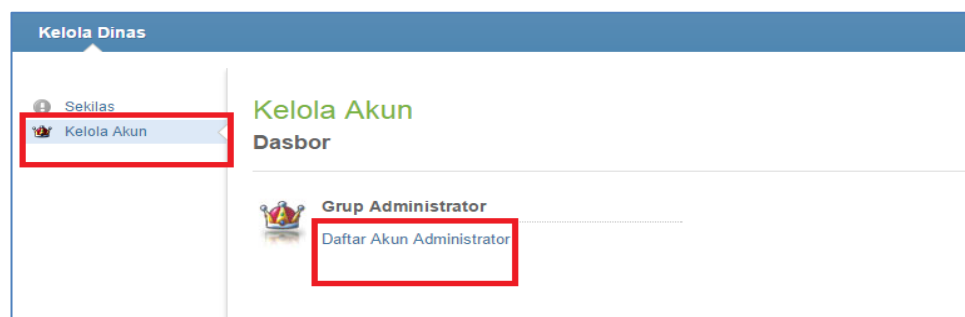 Kelola Dinas
Sekilas
Kelola Akun
Kelola Akun
Dasbor
Grup Administrator
Daftar Akun Administrator